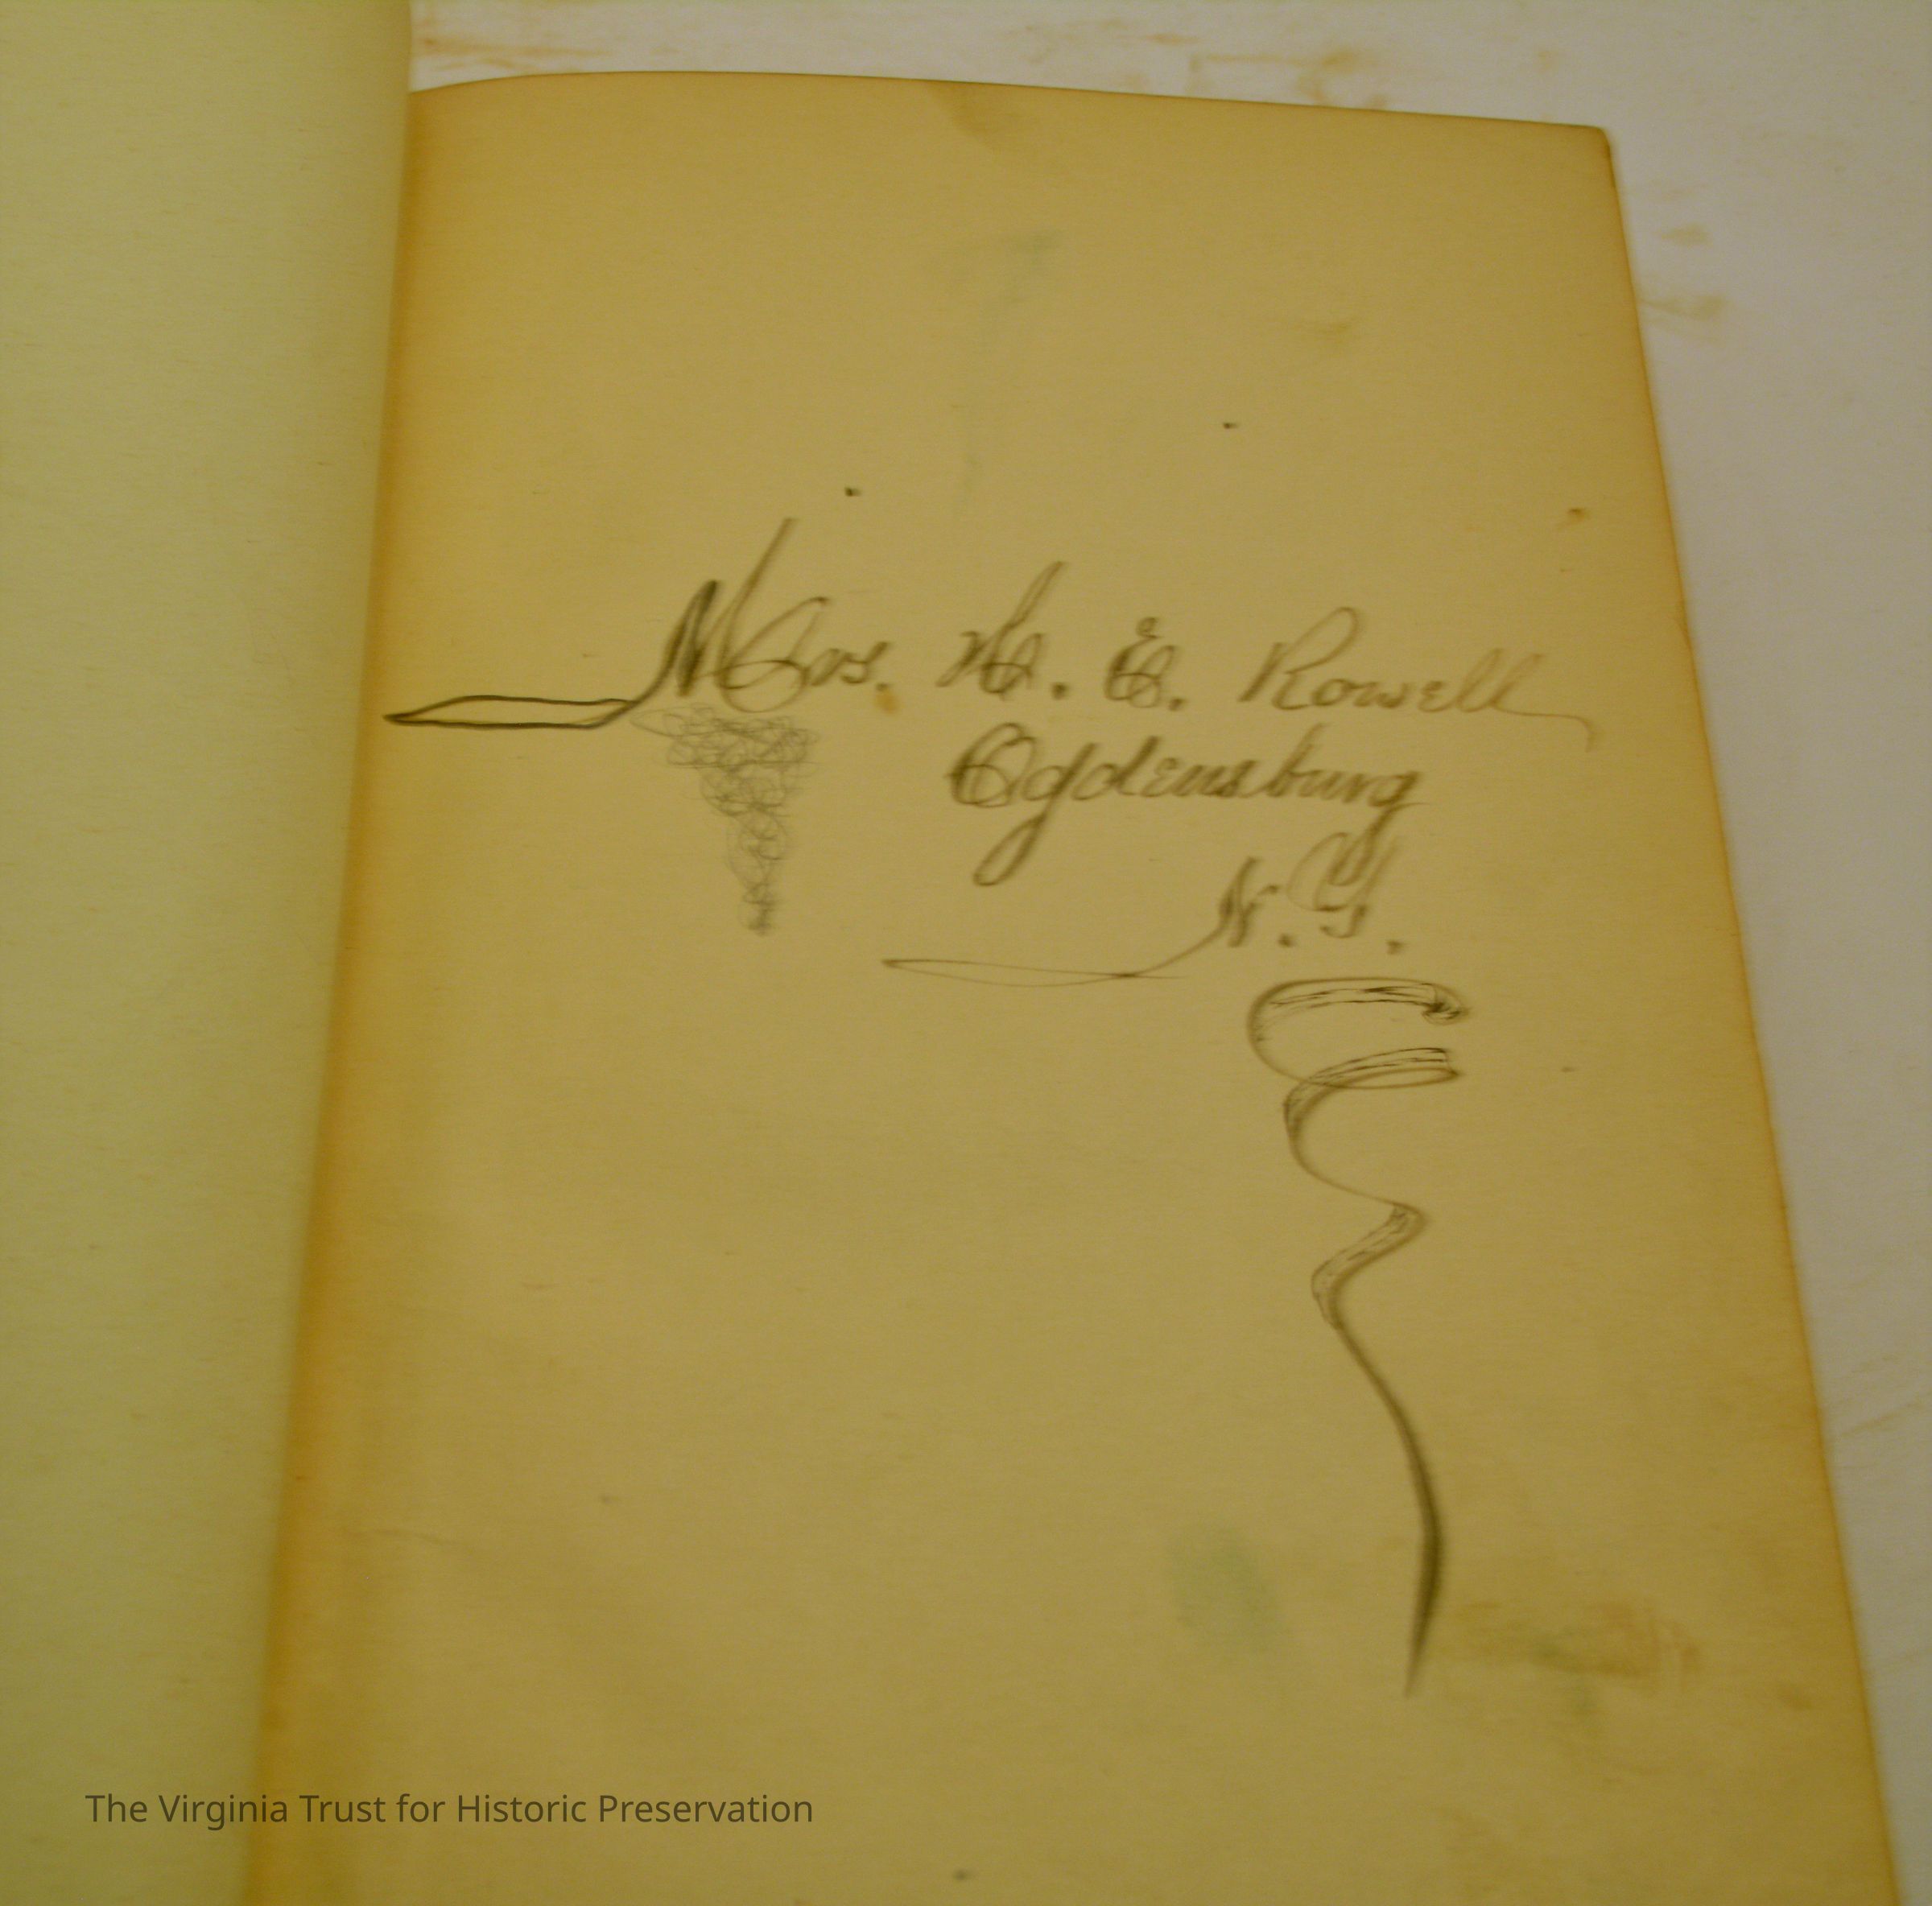 Mrs. H. E. Rowell
Ogdensburg
N. Y.
The Virginia Trust for Historic Preservation